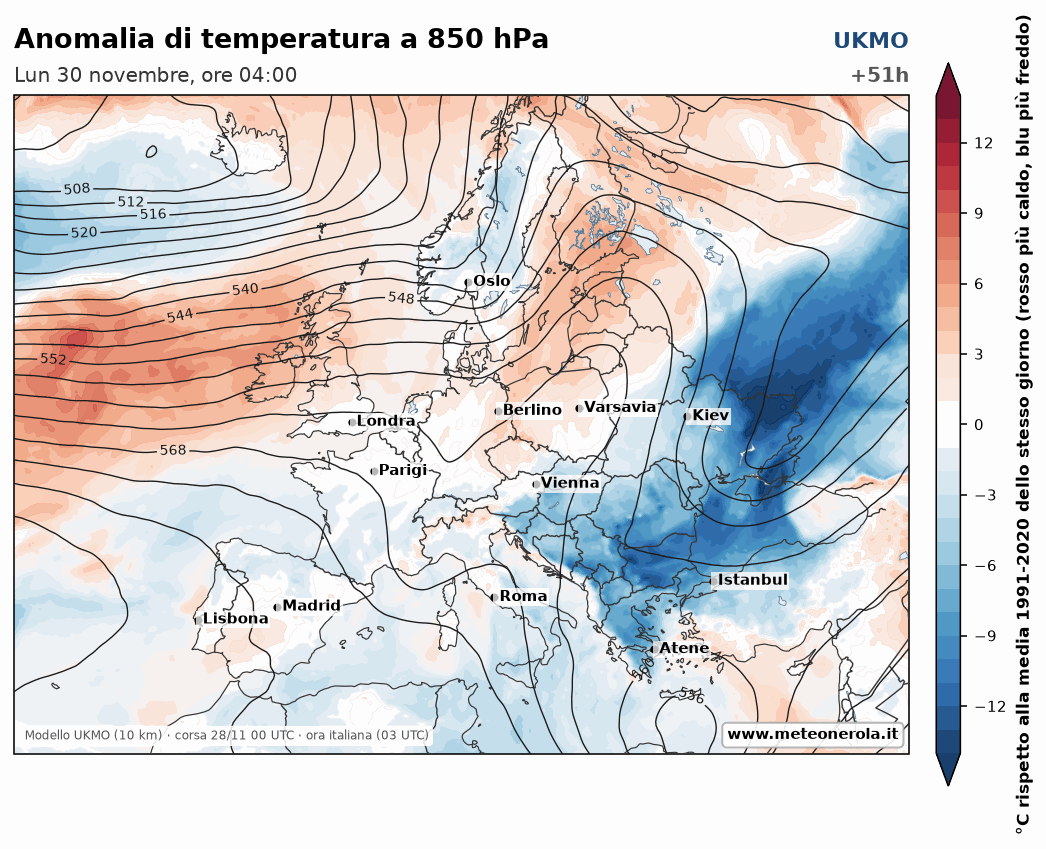 Anomalia di temperatura a 850 hPa
UKMO
Lun 30 novembre, ore 04:00
+51h
508
512
516
520
540
544
548
552
568
560
556
Oslo
Londra
Berlino
Varsavia
Kiev
Parigi
Vienna
Istanbul
Madrid
Roma
Lisbona
Atene
Modello UKMO (10 km) · corsa 28/11 00 UTC · ora italiana (03 UTC)
www.meteonerola.it
12
9
6
3
0
−3
−6
−9
−12
°C rispetto alla media 1991-2020 dello stesso giorno (rosso più caldo, blu più freddo)